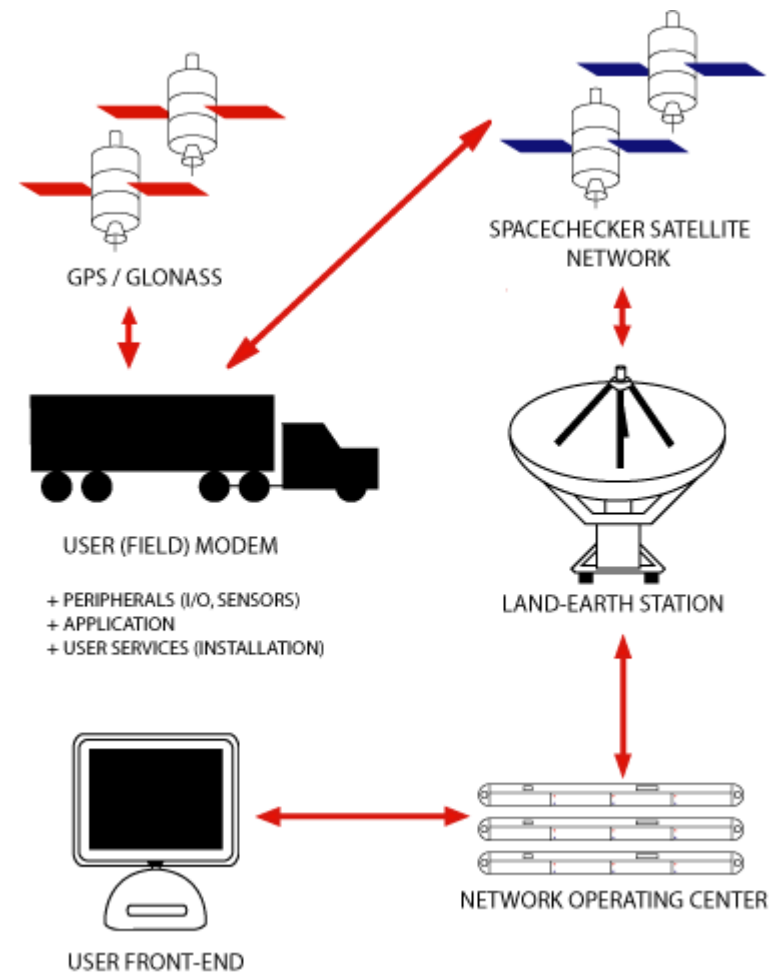 SPACECHECKER SATELLITE
NETWORK
GPS / GLONASS
USER (FIELD) MODEM
+ PERIPHERALS (I/O, SENSORS)
+ APPLICATION
+ USER SERVICES (INSTALLATION)
LAND-EARTH STATION
NETWORK OPERATING CENTER
USER FRONT-END